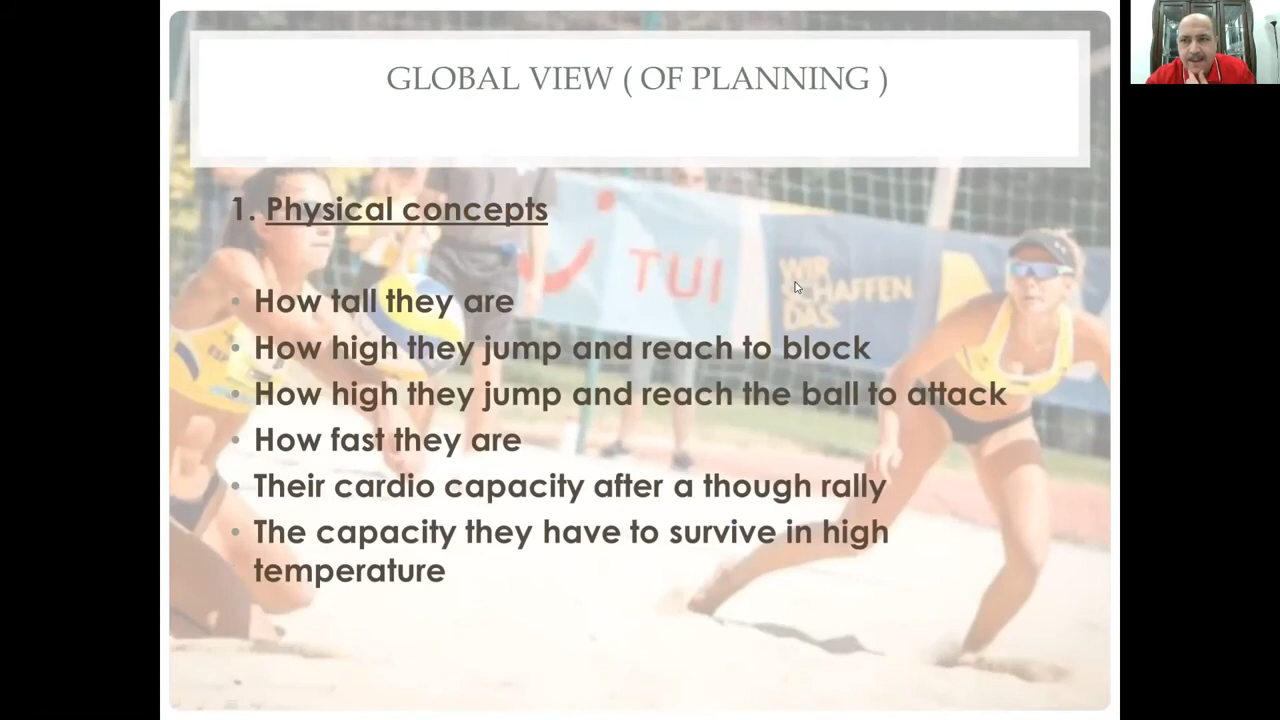 GLOBAL VIEW ( OF PLANNING )
1. Physical concepts
TUI
WIR
SCHAFFEN
DAS
• How tall they are
• How high they jump and reach to block
• How high they jump and reach the ball to attack
• How fast they are
• Their cardio capacity after a though rally
• The capacity they have to survive in high
temperature